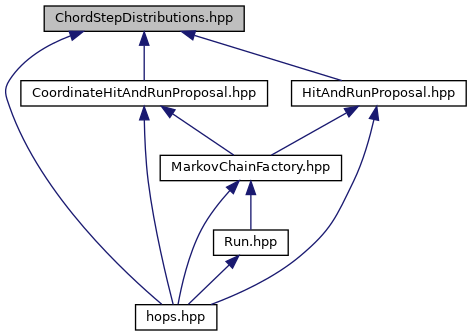 ChordStepDistributions.hpp
CoordinateHitAndRunProposal.hpp
HitAndRunProposal.hpp
MarkovChainFactory.hpp
Run.hpp
hops.hpp